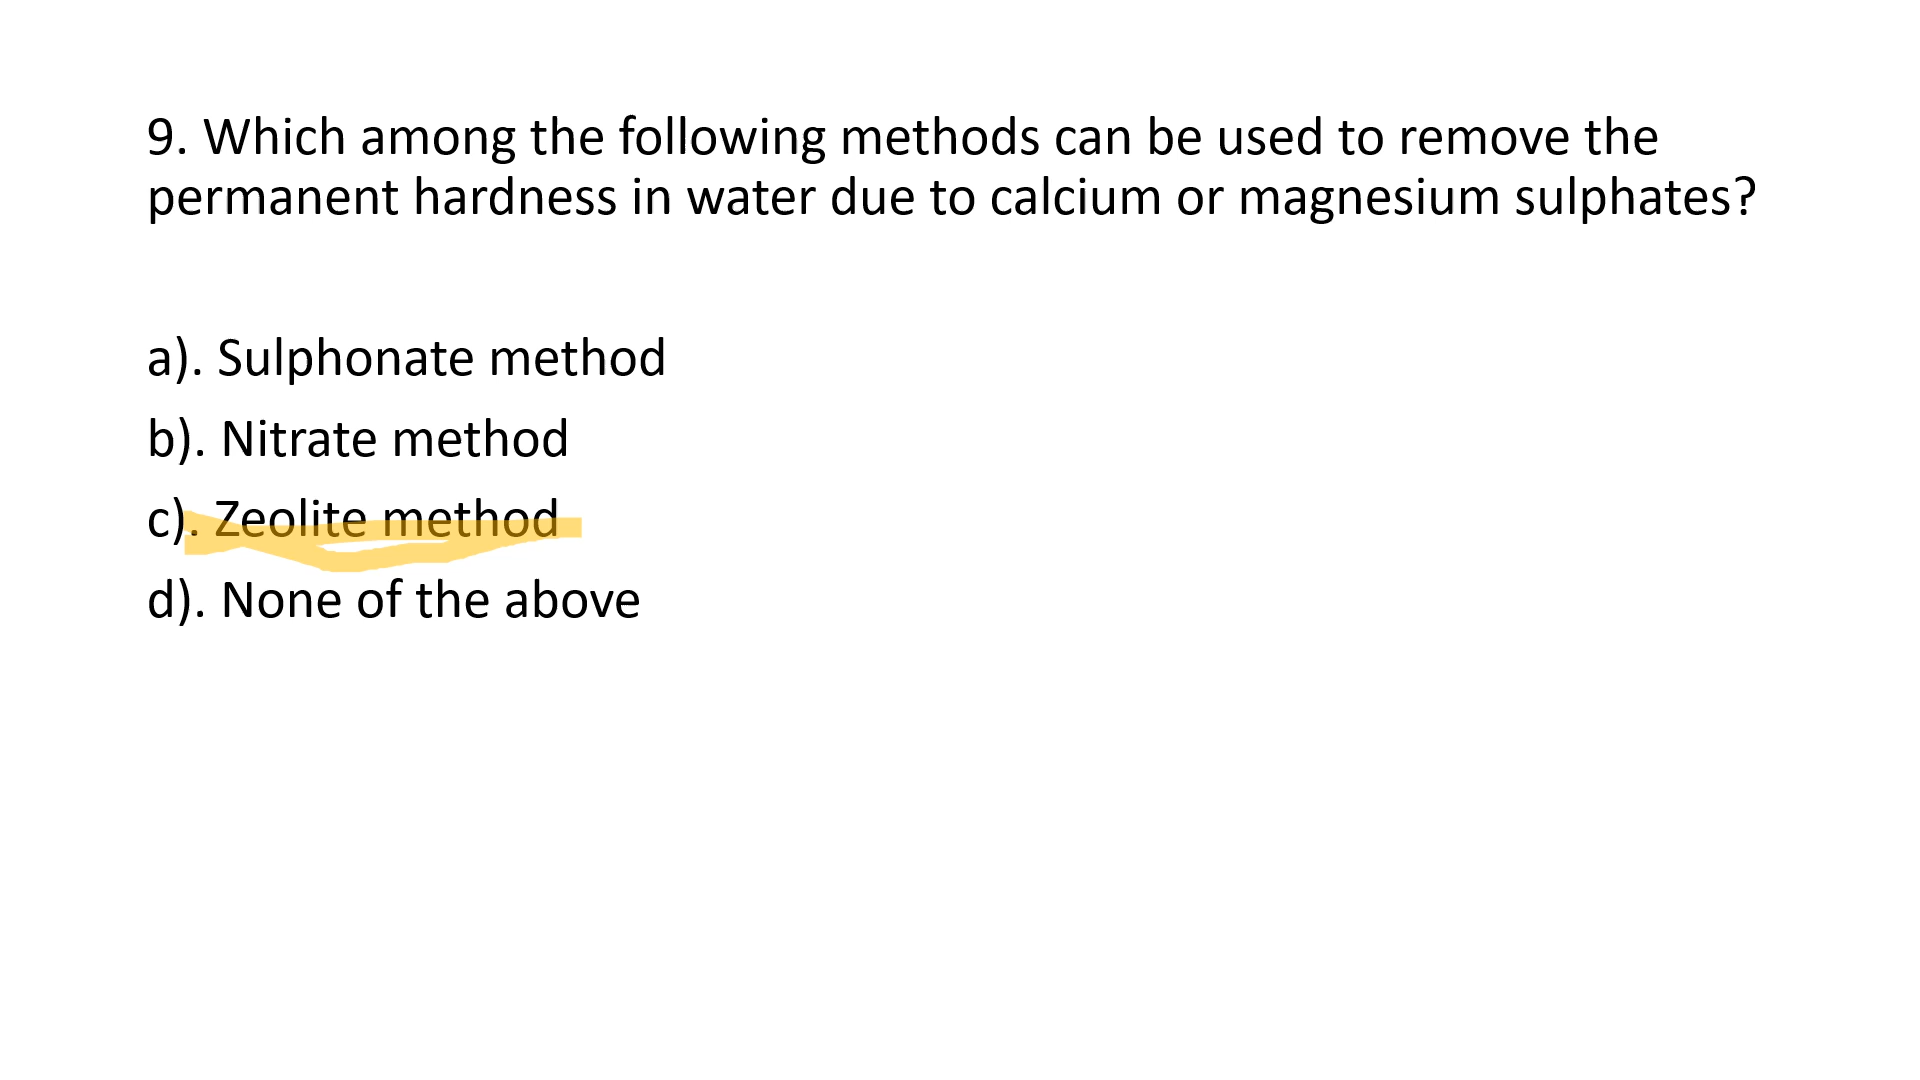 9. Which among the following methods can be used to remove the
permanent hardness in water due to calcium or magnesium sulphates?
a). Sulphonate method
b). Nitrate method
c). Zeolite method
d). None of the above